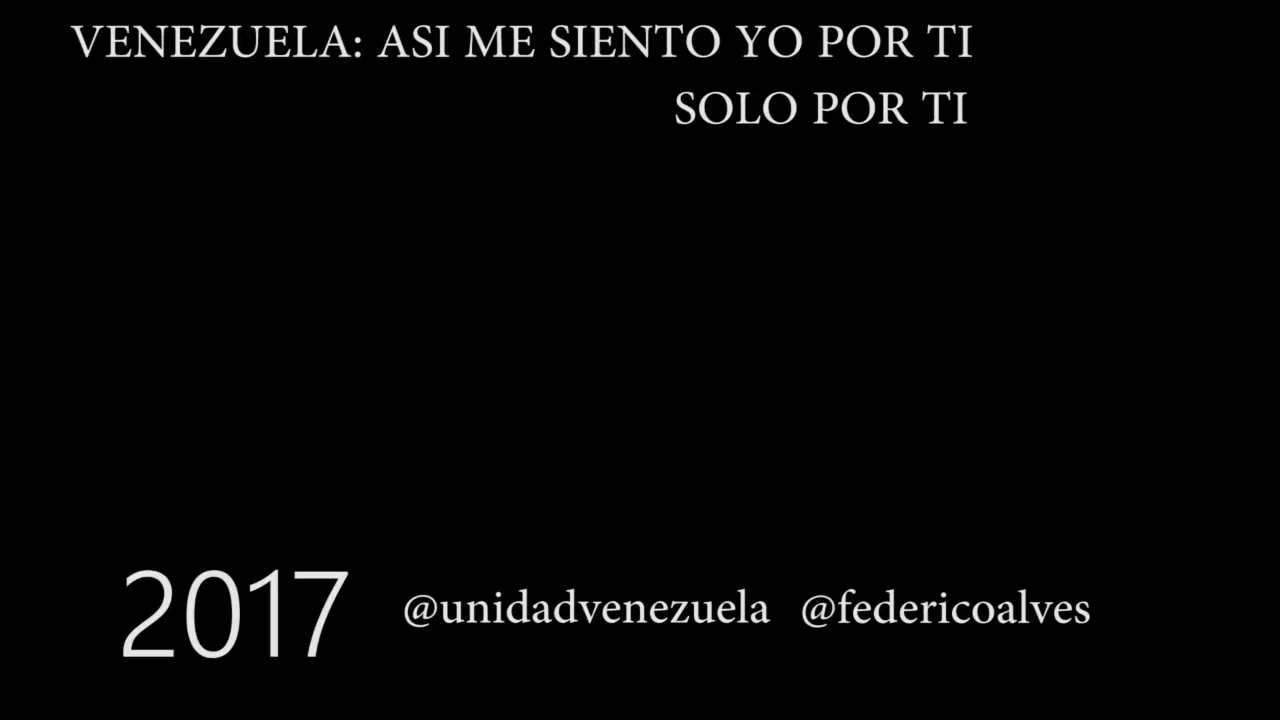 VENEZUELA: ASI ME SIENTO YO POR TI
SOLO POR TI
2017 @unidadvenezuela @federicoalves